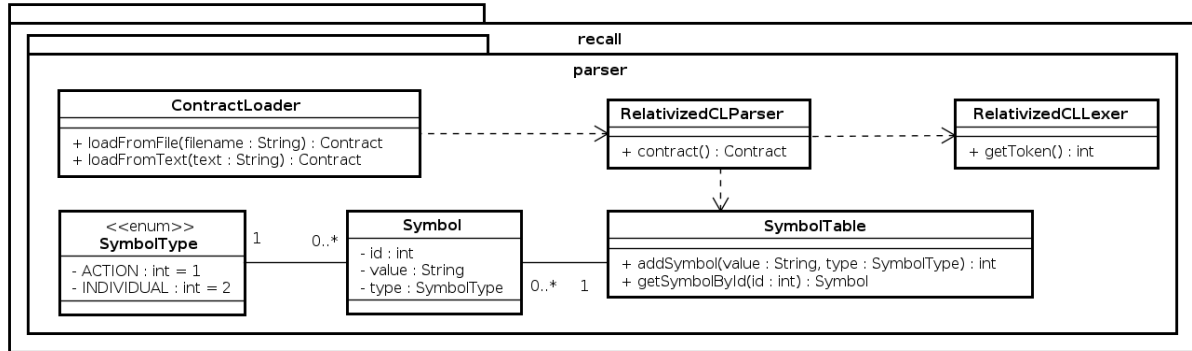 recall
parser
ContractLoader
+ loadFromFile(filename : String) : Contract
+ loadFromText(text : String) : Contract
RelativizedCLParser
+ contract() : Contract
RelativizedCLLexer
+ getToken() : int
<<enum>>
SymbolType
- ACTION : int = 1
- INDIVIDUAL : int = 2
1
0..*
Symbol
- id : int
- value : String
- type : SymbolType
0..*
1
SymbolTable
+ addSymbol(value : String, type : SymbolType) : int
+ getSymbolById(id : int) : Symbol